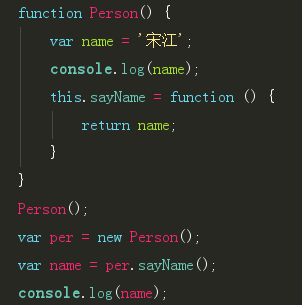 function Person() {
    var name = '宋江';
    console.log(name);
    this.sayName = function () {
        return name;
    }
}
Person();
var per = new Person();
var name = per.sayName();
console.log(name);